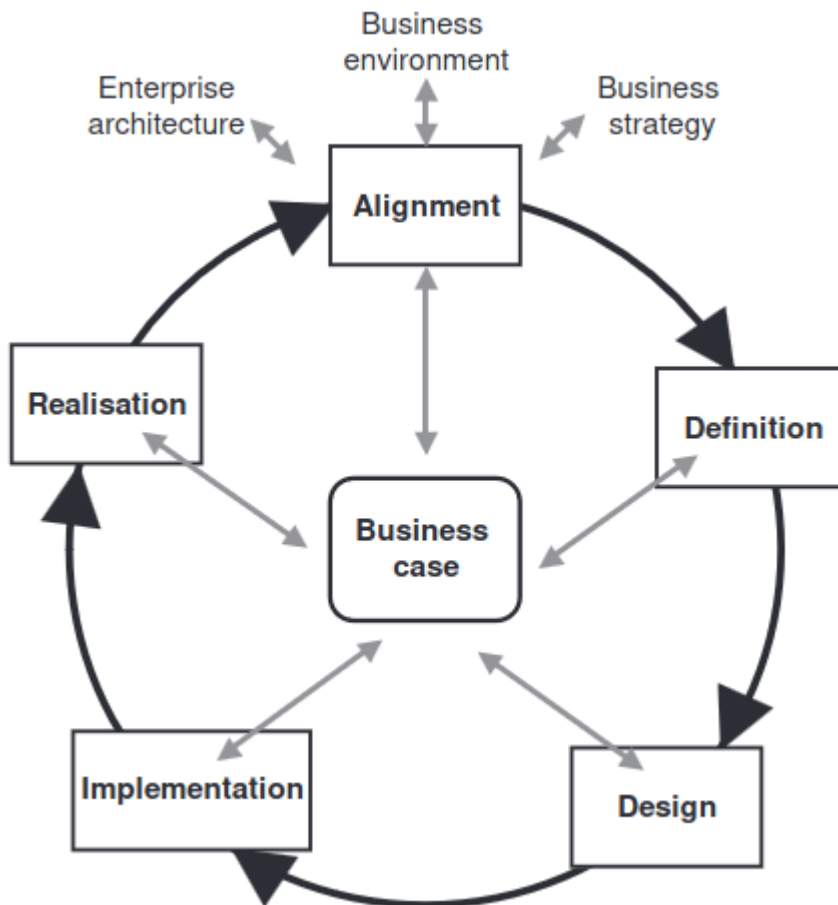 Business
environment
Enterprise
architecture
Business
strategy
Alignment
Realisation
Definition
Business
case
Implementation
Design